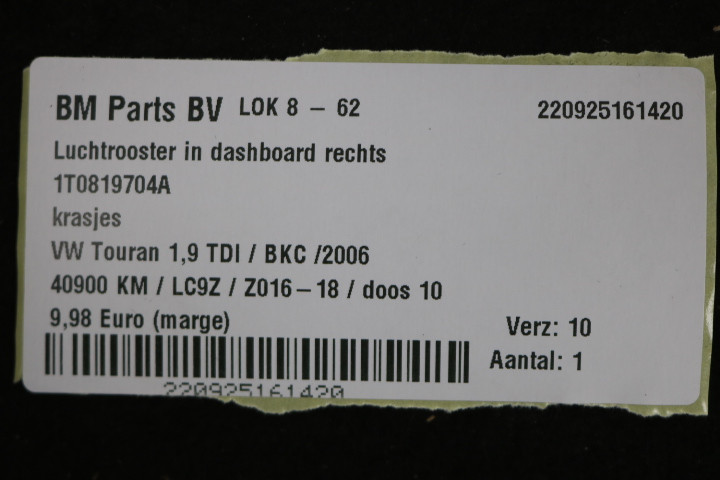 BM Parts BV LOK 8 – 62 220925161420
Luchtrooster in dashboard rechts
1T0819704A
krasjes
VW Touran 1,9 TDI / BKC /2006
40900 KM / LC9Z / Z016–18 / doos 10
9,98 Euro (marge)
Verz: 10
Aantal: 1
220925161420